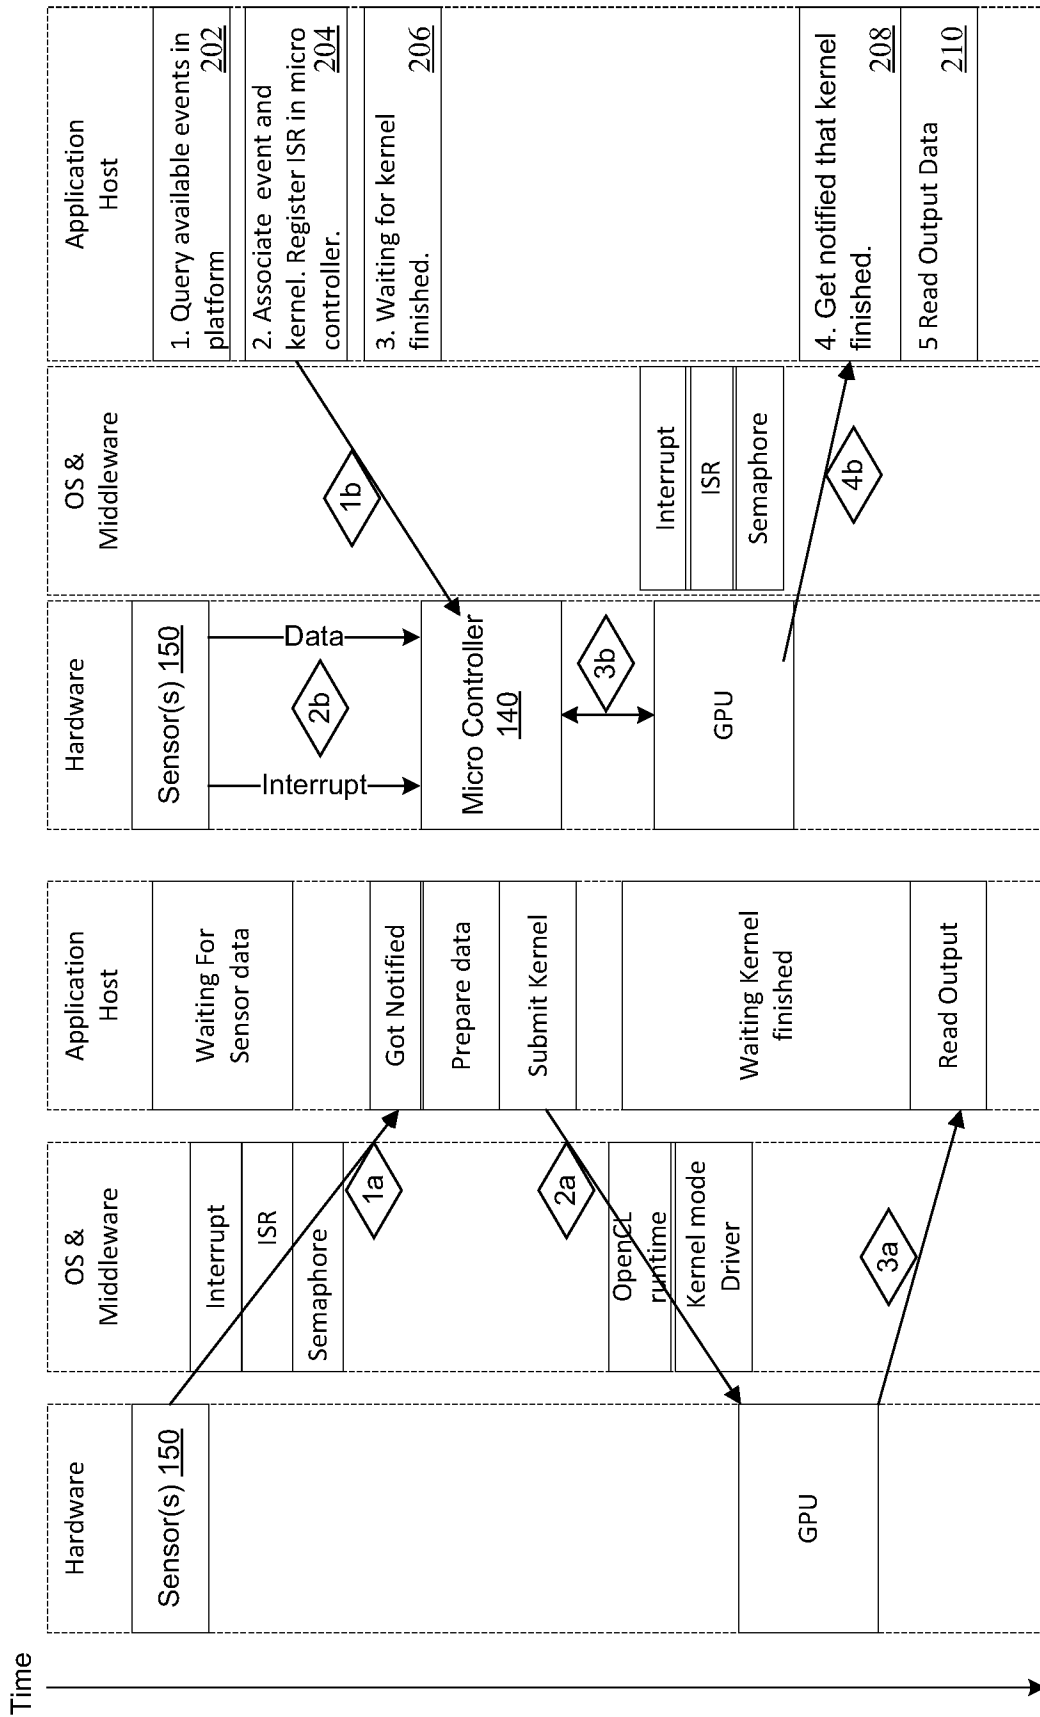 Time
Hardware
Sensor(s) 150
GPU
OS &
Middleware
Interrupt
ISR
Semaphore
1a
2a
OpenCL
runtime
Kernel mode
Driver
3a
Application
Host
Waiting For
Sensor data
Got Notified
Prepare data
Submit Kernel
Waiting Kernel
finished
Read Output
Hardware
Sensor(s) 150
Interrupt
2b
Data
Micro Controller
140
3b
GPU
OS &
Middleware
1b
Interrupt
ISR
Semaphore
4b
Application
Host
1. Query available events in
platform 202
2. Associate event and
kernel. Register ISR in micro
controller. 204
3. Waiting for kernel
finished. 206
4. Get notified that kernel
finished. 208
5 Read Output Data 210